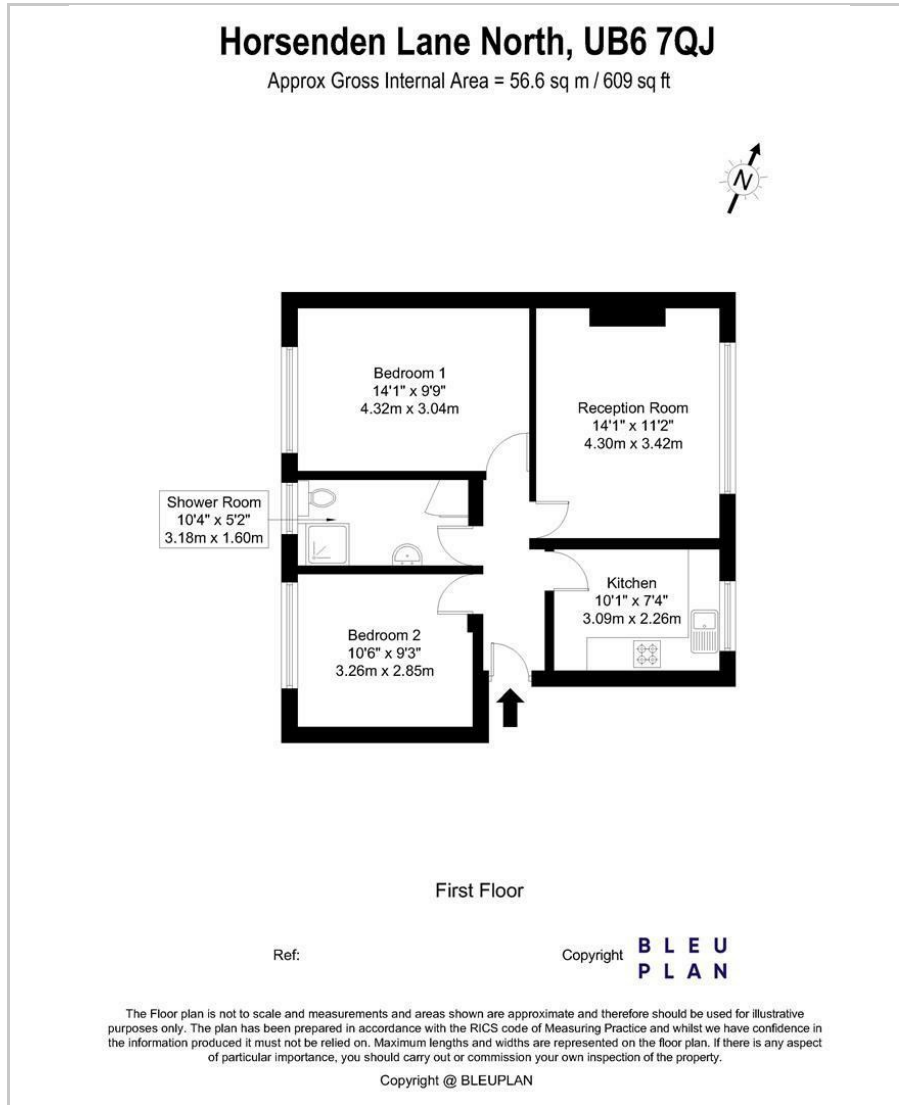 Horsenden Lane North, UB6 7QJ
Approx Gross Internal Area = 56.6 sq m / 609 sq ft
N
Bedroom 1
14'1" x 9'9"
4.32m x 3.04m
Reception Room
14'1" x 11'2"
4.30m x 3.42m
Shower Room
10'4" x 5'2"
3.18m x 1.60m
Kitchen
10'1" x 7'4"
3.09m x 2.26m
Bedroom 2
10'6" x 9'3"
3.26m x 2.85m
First Floor
Ref:
Copyright
BLEU
PLAN
The Floor plan is not to scale and measurements and areas shown are approximate and therefore should be used for illustrative
purposes only. The plan has been prepared in accordance with the RICS code of Measuring Practice and whilst we have confidence in
the information produced it must not be relied on. Maximum lengths and widths are represented on the floor plan. If there is any aspect
of particular importance, you should carry out or commission your own inspection of the property.
Copyright @ BLEUPLAN